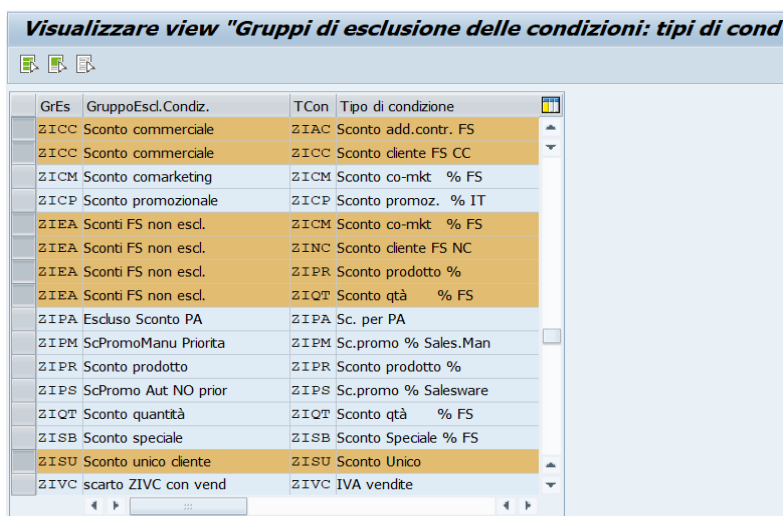 Visualizzare view "Gruppi di esclusione delle condizioni: tipi di cond
GrEs GruppoEscl.Condiz. TCon Tipo di condizione
ZICC Sconto commerciale ZIAC Sconto add.contr. FS
ZICC Sconto commerciale ZICC Sconto cliente FS CC
ZICM Sconto comarketing ZICM Sconto co-mkt % FS
ZICP Sconto promozionale ZICP Sconto promoz. % IT
ZIEA Sconti FS non escl. ZICM Sconto co-mkt % FS
ZIEA Sconti FS non escl. ZINC Sconto cliente FS NC
ZIEA Sconti FS non escl. ZIPR Sconto prodotto %
ZIEA Sconti FS non escl. ZIQT Sconto qtà % FS
ZIPA Escluso Sconto PA ZIPA Sc. per PA
ZIPM ScPromoManu Priorita ZIPM Sc.promo % Sales.Man
ZIPR Sconto prodotto ZIPR Sconto prodotto %
ZIPS ScPromo Aut NO prior ZIPS Sc.promo % Salesware
ZIQT Sconto quantità ZIQT Sconto qtà % FS
ZISB Sconto speciale ZISB Sconto Speciale % FS
ZISU Sconto unico cliente ZISU Sconto Unico
ZIVC scarto ZIVC con vend ZIVC IVA vendite